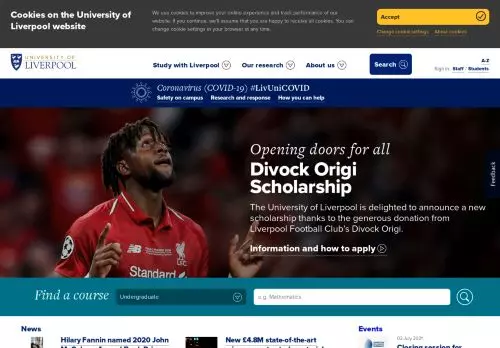 Cookies on the University of
Liverpool website
We use cookies to improve your online experience and track performance of our
website. If you continue, we'll assume that you are happy to receive all cookies. You can
change cookie settings in your browser at any time.
Accept
Change cookie settings About cookies
UNIVERSITY OF
LIVERPOOL
Study with Liverpool
Our research
About us
Search
A-Z
Sign in: Staff / Students
Coronavirus (COVID-19) #LivUniCOVID
Safety on campus Research and response How you can help
Feedback
Opening doors for all
Divock Origi
Scholarship
The University of Liverpool is delighted to announce a new
scholarship thanks to the generous donation from
Liverpool Football Club's Divock Origi.
Information and how to apply
Standard
Find a course
Undergraduate
e.g. Mathematics
News
Hilary Fannin named 2020 John
New £4.8M state-of-the-art
Events
02 July 2021
Closing session for